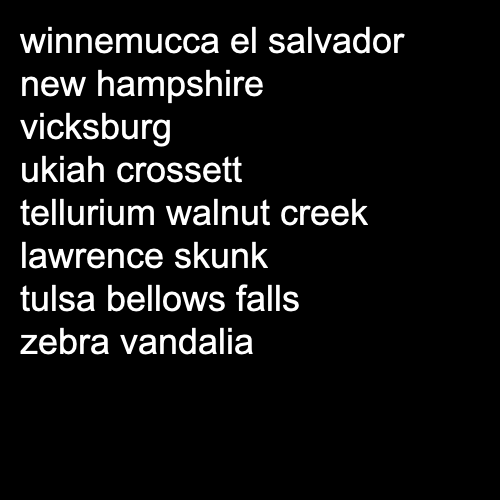 winnemucca el salvador
new hampshire
vicksburg
ukiah crossett
tellurium walnut creek
lawrence skunk
tulsa bellows falls
zebra vandalia